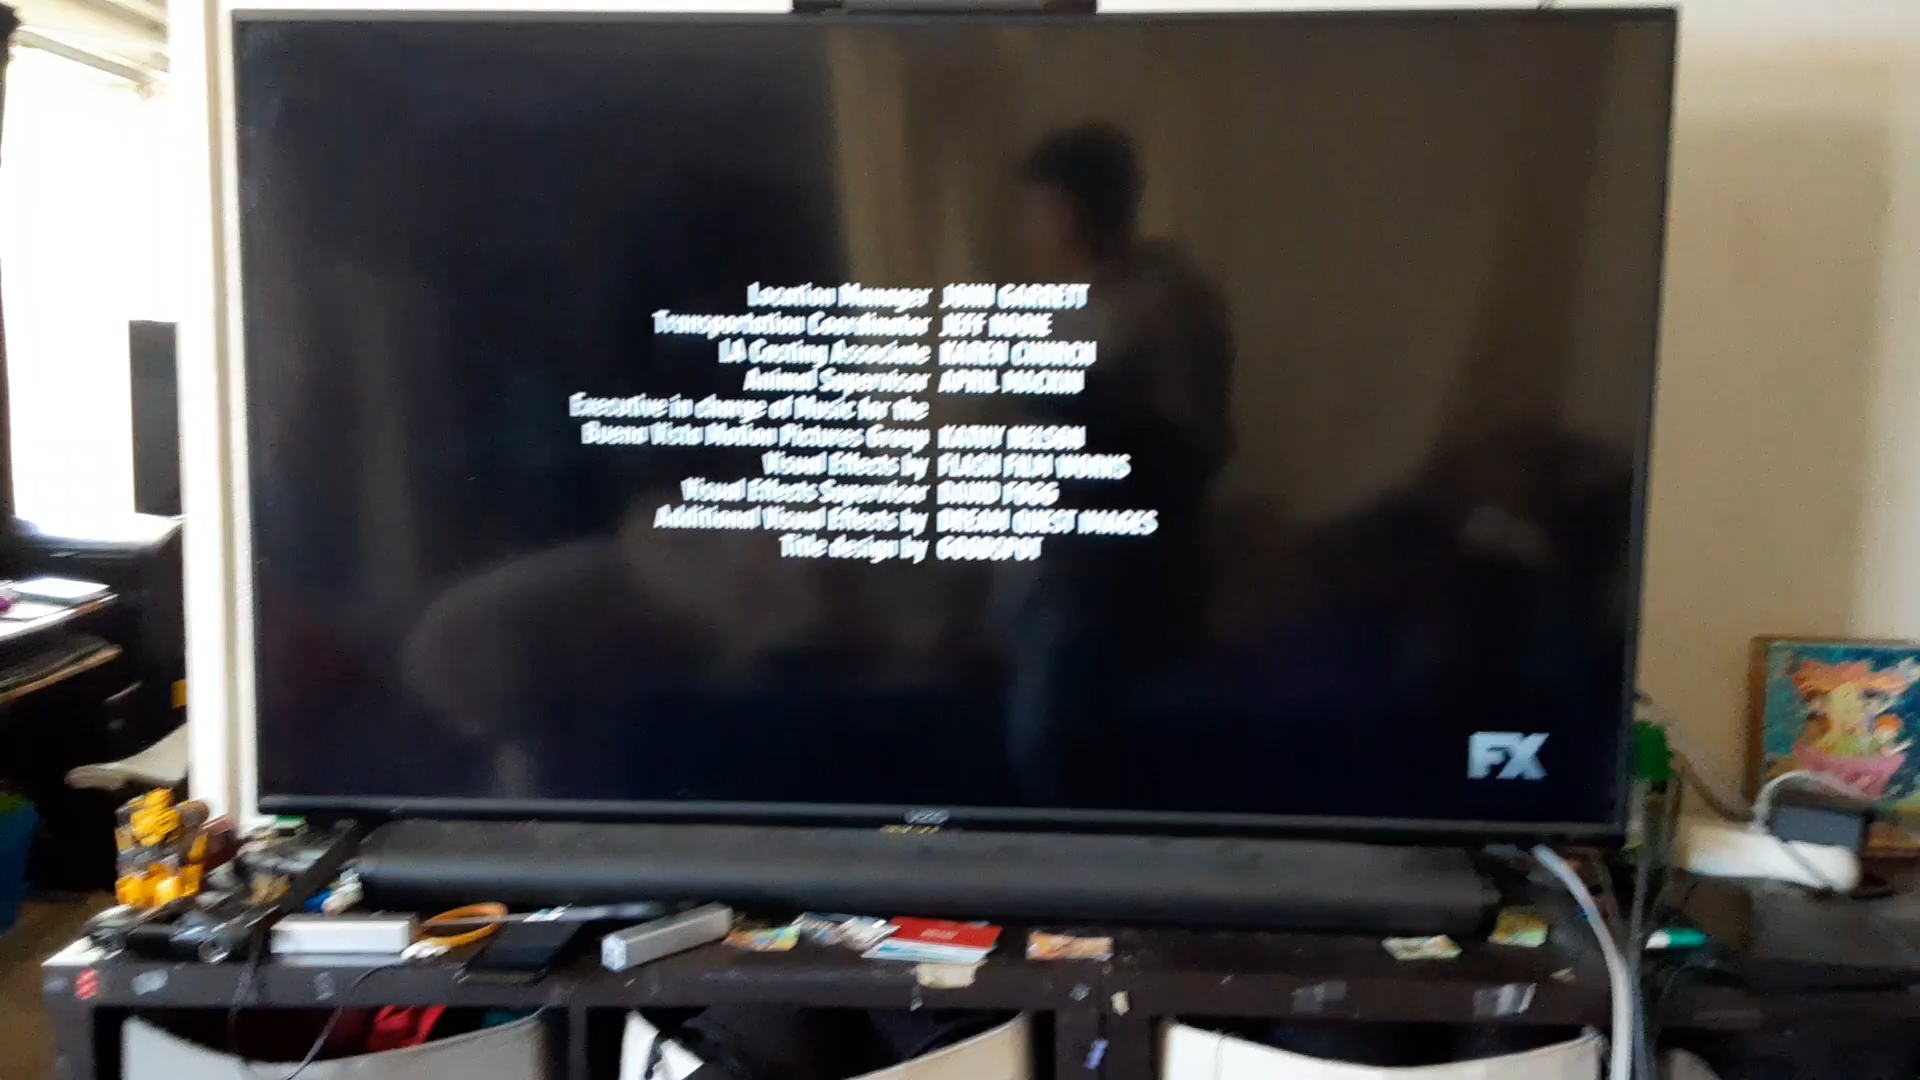 Location Manager JOHN GARRETT
Transportation Coordinator JEFF
LA Casting Associate KAREN CHURCH
Animal Supervisor APRIL MACKIN
Executive in charge of Music for the
Buena Vista Motion Pictures Group KATHY NELSON
Visual Effects by FLASH FILM WORKS
Visual Effects Supervisor DAVID FOGG
Additional Visual Effects by DREAM QUEST IMAGES
Title design by GOODSPOT
FX
VIZIO